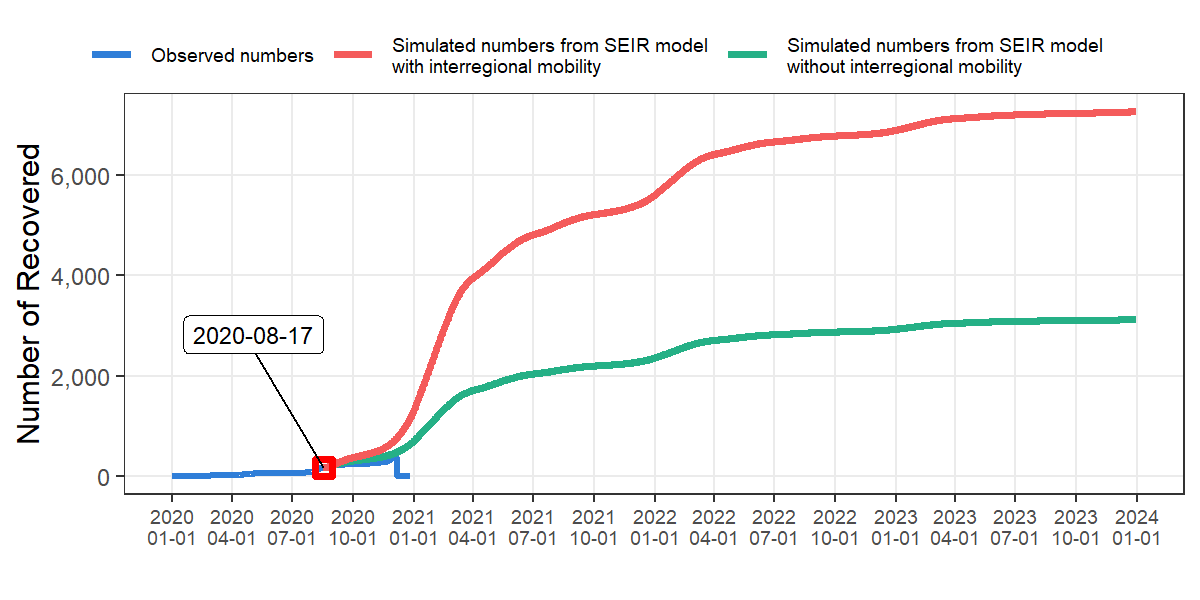 Observed numbers
Simulated numbers from SEIR model
with interregional mobility
Simulated numbers from SEIR model
without interregional mobility
Number of Recovered
6,000
4,000
2,000
0
2020-08-17
2020 2020 2020 2020 2021 2021 2021 2021 2022 2022 2022 2022 2023 2023 2023 2023 2024
01-01 04-01 07-01 10-01 01-01 04-01 07-01 10-01 01-01 04-01 07-01 10-01 01-01 04-01 07-01 10-01 01-01